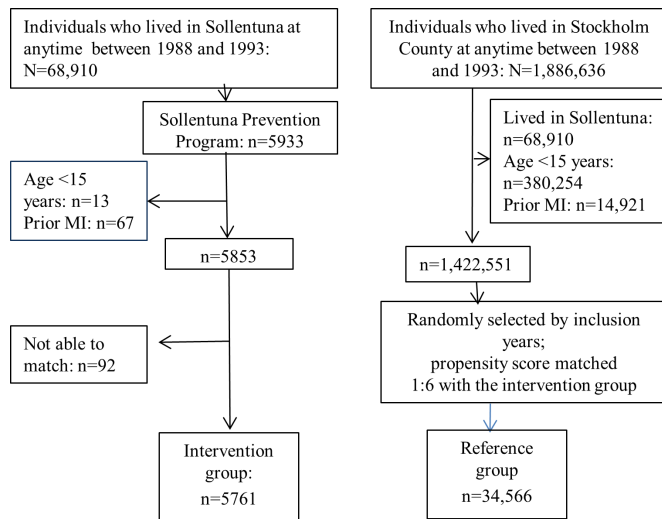 Individuals who lived in Sollentuna at
anytime between 1988 and 1993:
N=68,910
Sollentuna Prevention
Program: n=5933
Age <15
years: n=13
Prior MI: n=67
n=5853
Not able to
match: n=92
Intervention
group:
n=5761
Individuals who lived in Stockholm
County at anytime between 1988
and 1993: N=1,886,636
Lived in Sollentuna:
n=68,910
Age <15 years:
n=380,254
Prior MI: n=14,921
n=1,422,551
Randomly selected by inclusion
years;
propensity score matched
1:6 with the intervention group
Reference
group
n=34,566